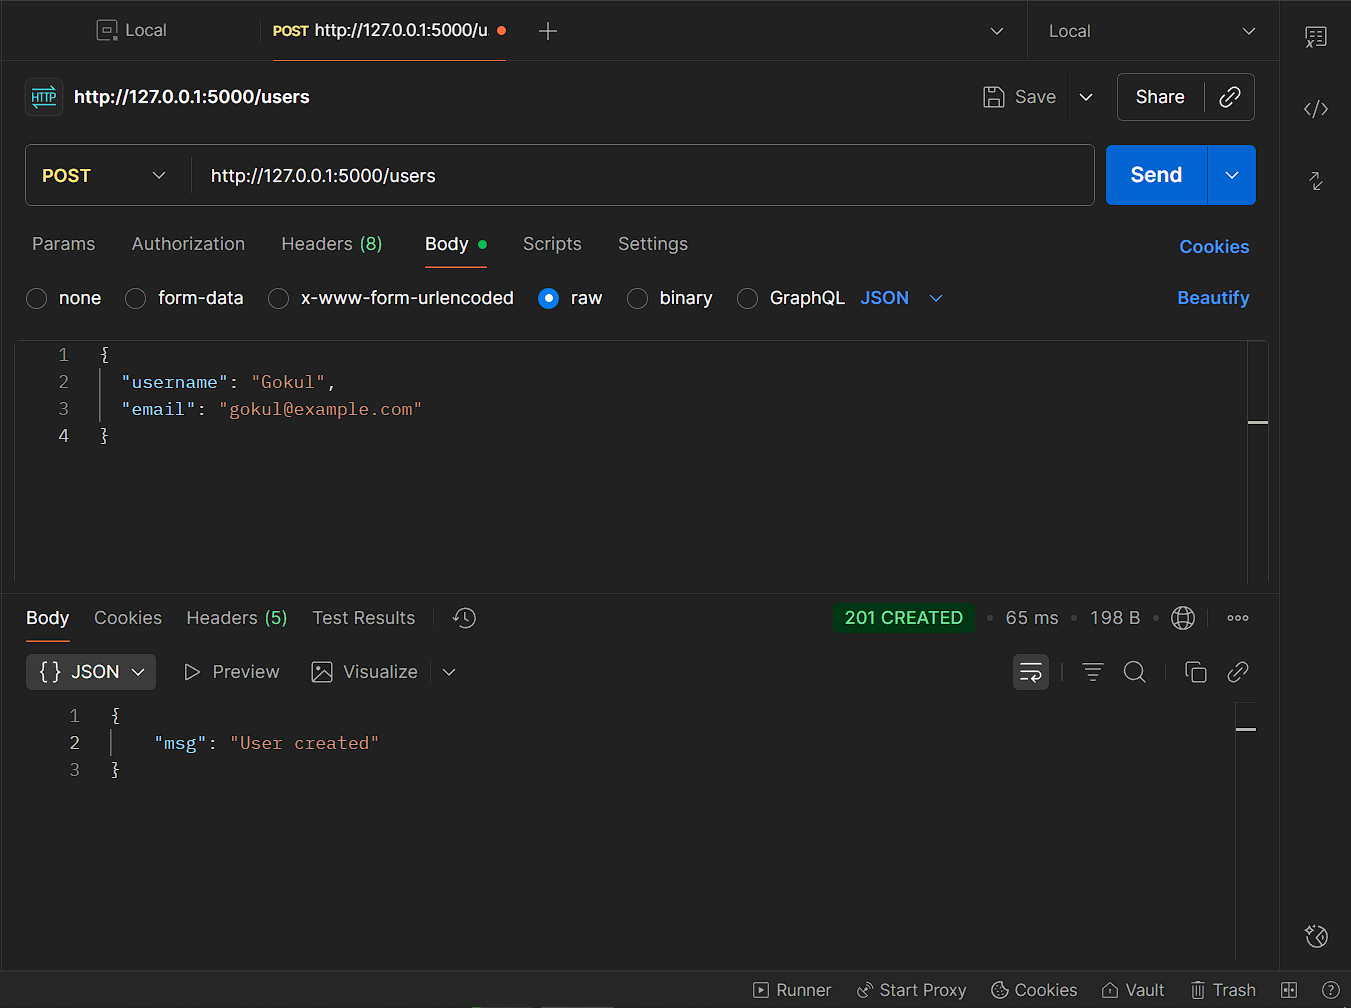 Local
POST http://127.0.0.1:5000/u
Local
HTTP http://127.0.0.1:5000/users
Save
Share
POST
http://127.0.0.1:5000/users
Send
Params Authorization Headers (8) Body Scripts Settings
Cookies
none form-data x-www-form-urlencoded raw binary GraphQL JSON
Beautify
1 {
2 "username": "Gokul",
3 "email": "gokul@example.com"
4 }
Body Cookies Headers (5) Test Results
201 CREATED • 65 ms • 198 B
{} JSON Preview Visualize
1 {
2 "msg": "User created"
3 }
Runner Start Proxy Cookies Vault Trash